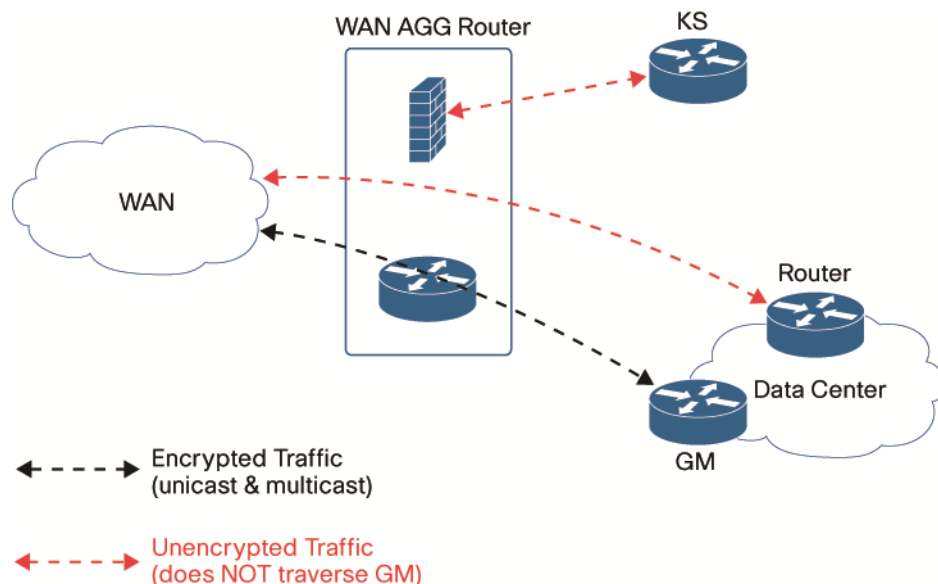 WAN AGG Router
KS
WAN
Router
Data Center
GM
Encrypted Traffic
(unicast & multicast)
Unencrypted Traffic
(does NOT traverse GM)